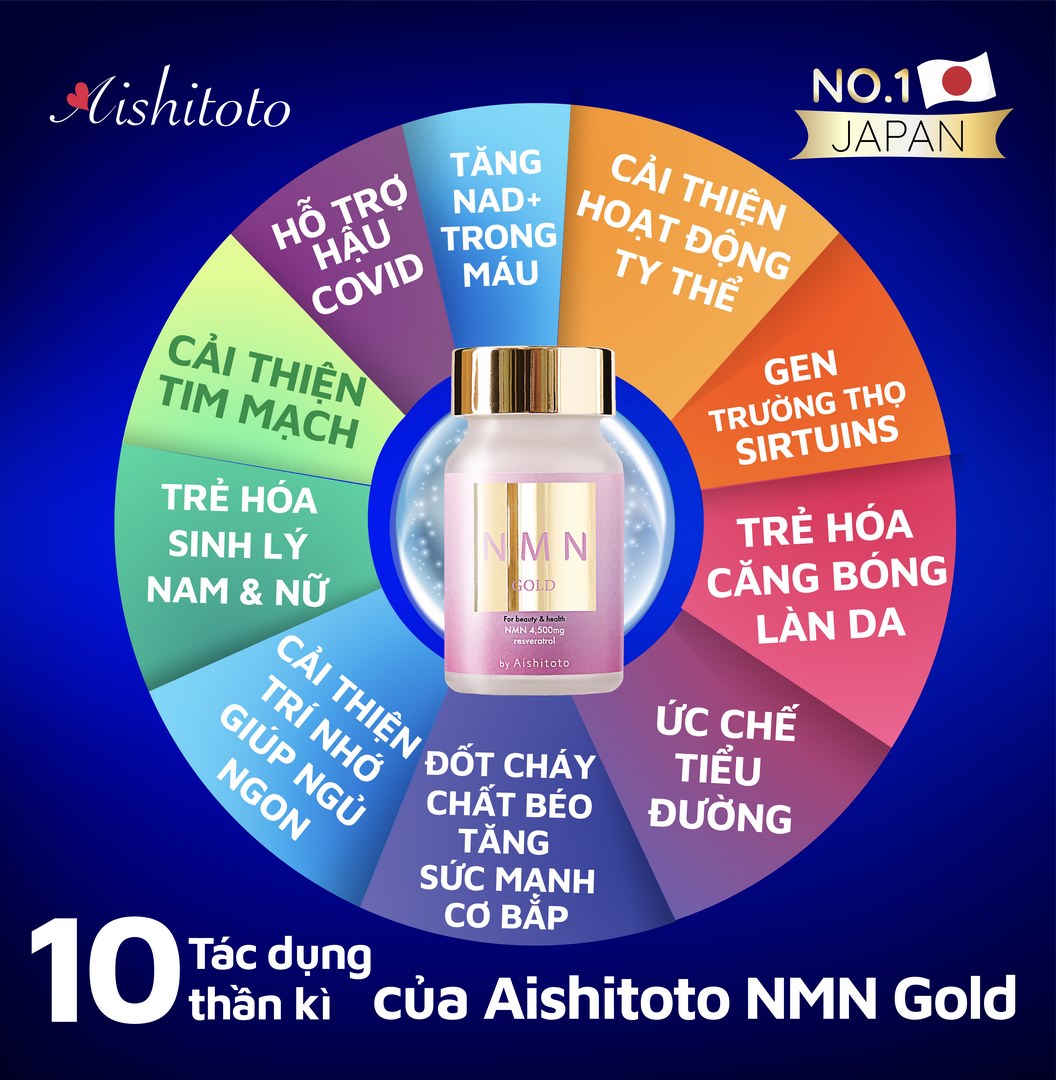 Aishitoto
NO.1
JAPAN
TĂNG
NAD+
TRONG
MÁU
CẢI THIỆN
HOẠT ĐỘNG
TY THỂ
GEN
TRƯỜNG THỌ
SIRTUINS
TRẺ HÓA
CĂNG BÓNG
LÀN DA
ỨC CHẾ
TIỂU
ĐƯỜNG
ĐỐT CHÁY
CHẤT BÉO
TĂNG
SỨC MẠNH
CƠ BẮP
CẢI THIỆN
TRÍ NHỚ
GIÚP NGỦ
NGON
TRẺ HÓA
SINH LÝ
NAM & NỮ
CẢI THIỆN
TIM MẠCH
HỖ TRỢ
HẬU
COVID
NMN
GOLD
For beauty & health
NMN 4,500mg
resveratrol
by Aishitoto
10 Tác dụng
thần kì của Aishitoto NMN Gold